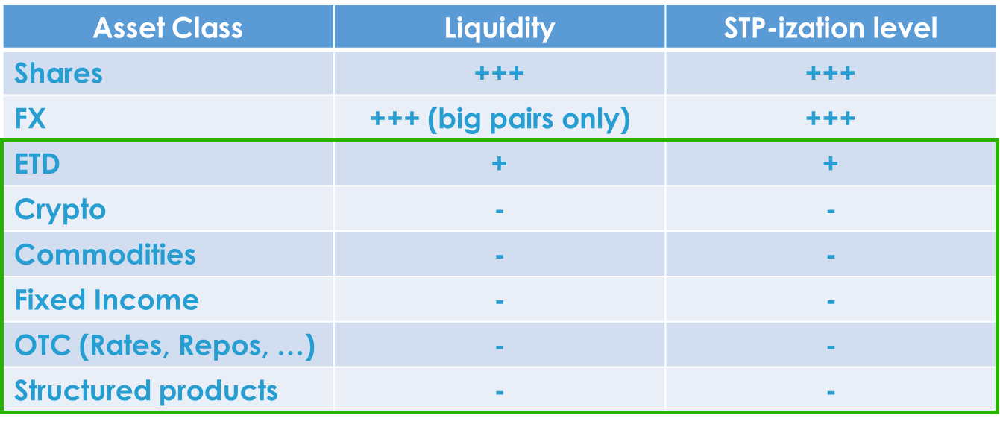 Asset Class Liquidity STP-ization level
Shares +++ +++
FX +++ (big pairs only) +++
ETD + +
Crypto - -
Commodities - -
Fixed Income - -
OTC (Rates, Repos, …) - -
Structured products - -